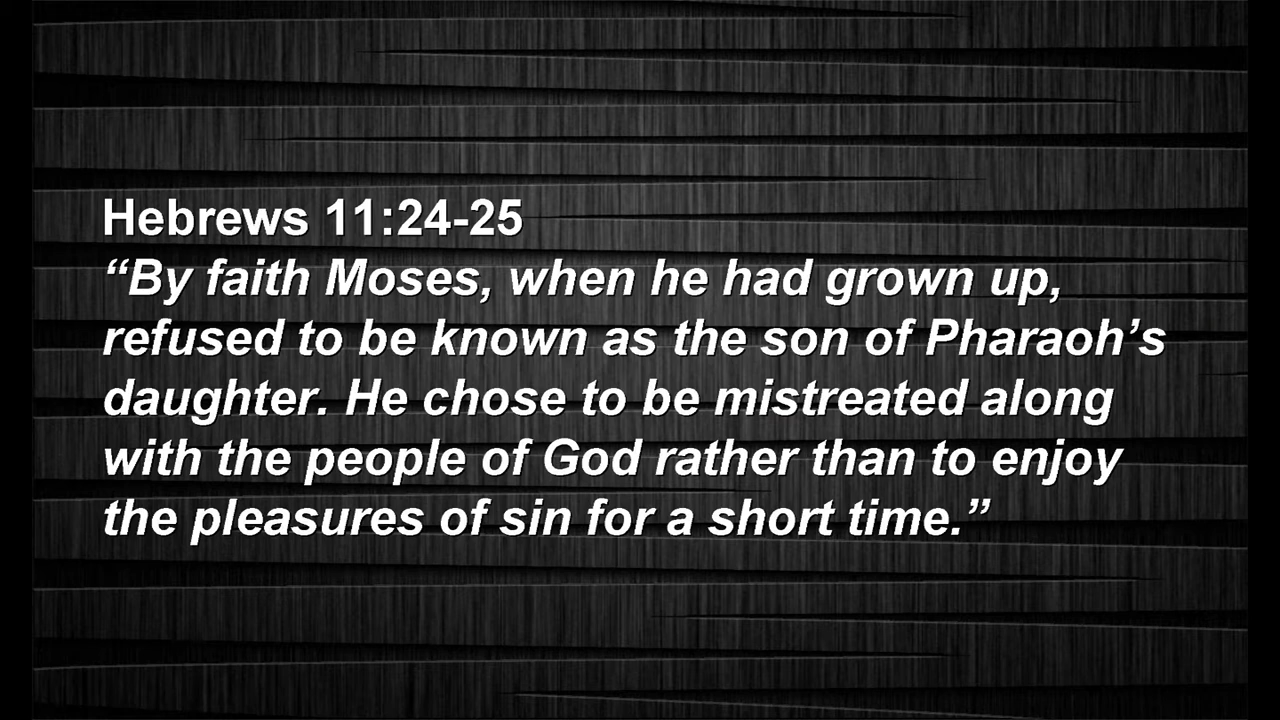 Hebrews 11:24-25
“By faith Moses, when he had grown up,
refused to be known as the son of Pharaoh’s
daughter. He chose to be mistreated along
with the people of God rather than to enjoy
the pleasures of sin for a short time.”